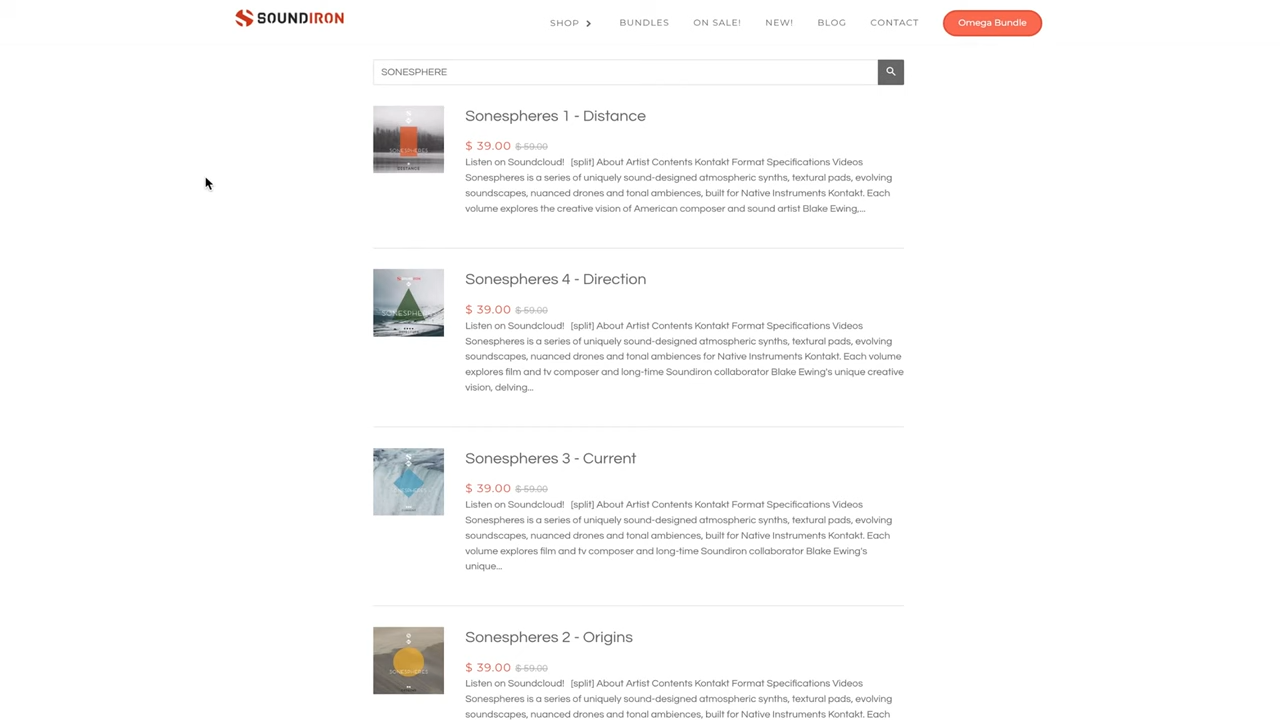 SOUNDIRON
SHOP
BUNDLES
ON SALE!
NEW!
BLOG
CONTACT
Omega Bundle
SONESPHERE
SONESPHERES
DISTANCE
Sonespheres 1 - Distance
$ 39.00 $ 59.00
Listen on Soundcloud! [split] About Artist Contents Kontakt Format Specifications Videos
Sonespheres is a series of uniquely sound-designed atmospheric synths, textural pads, evolving
soundscapes, nuanced drones and tonal ambiences, built for Native Instruments Kontakt. Each
volume explores the creative vision of American composer and sound artist Blake Ewing,...
Sonespheres 4 - Direction
$ 39.00 $ 59.00
Listen on Soundcloud! [split] About Artist Contents Kontakt Format Specifications Videos
Sonespheres is a series of uniquely sound-designed atmospheric synths, textural pads, evolving
soundscapes, nuanced drones and tonal ambiences for Native Instruments Kontakt. Each volume
explores film and tv composer and long-time Soundiron collaborator Blake Ewing's unique creative
vision, delving...
Sonespheres 3 - Current
$ 39.00 $ 59.00
Listen on Soundcloud! [split] About Artist Contents Kontakt Format Specifications Videos
Sonespheres is a series of uniquely sound-designed atmospheric synths, textural pads, evolving
soundscapes, nuanced drones and tonal ambiences, built for Native Instruments Kontakt. Each
volume explores film and tv composer and long-time Soundiron collaborator Blake Ewing's
unique...
SONESPHERES
Sonespheres 2 - Origins
$ 39.00 $ 59.00
Listen on Soundcloud! [split] About Artist Contents Kontakt Format Specifications Videos
Sonespheres is a series of uniquely sound-designed atmospheric synths, textural pads, evolving
soundscapes, nuanced drones and tonal ambiences, built for Native Instruments Kontakt. Each